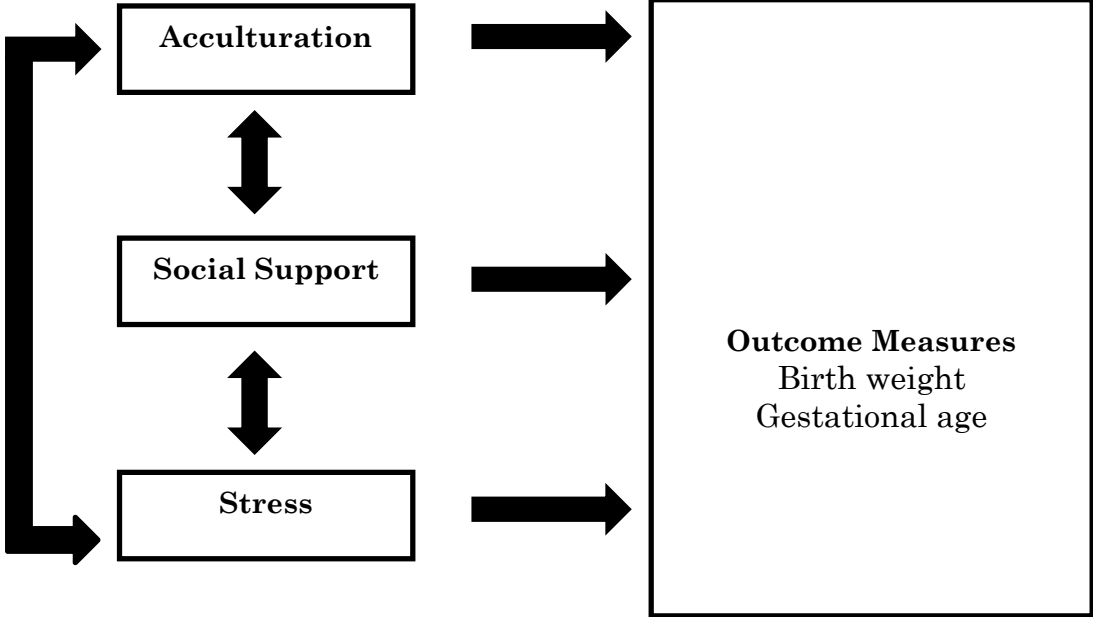 Acculturation
Social Support
Stress
Outcome Measures
Birth weight
Gestational age